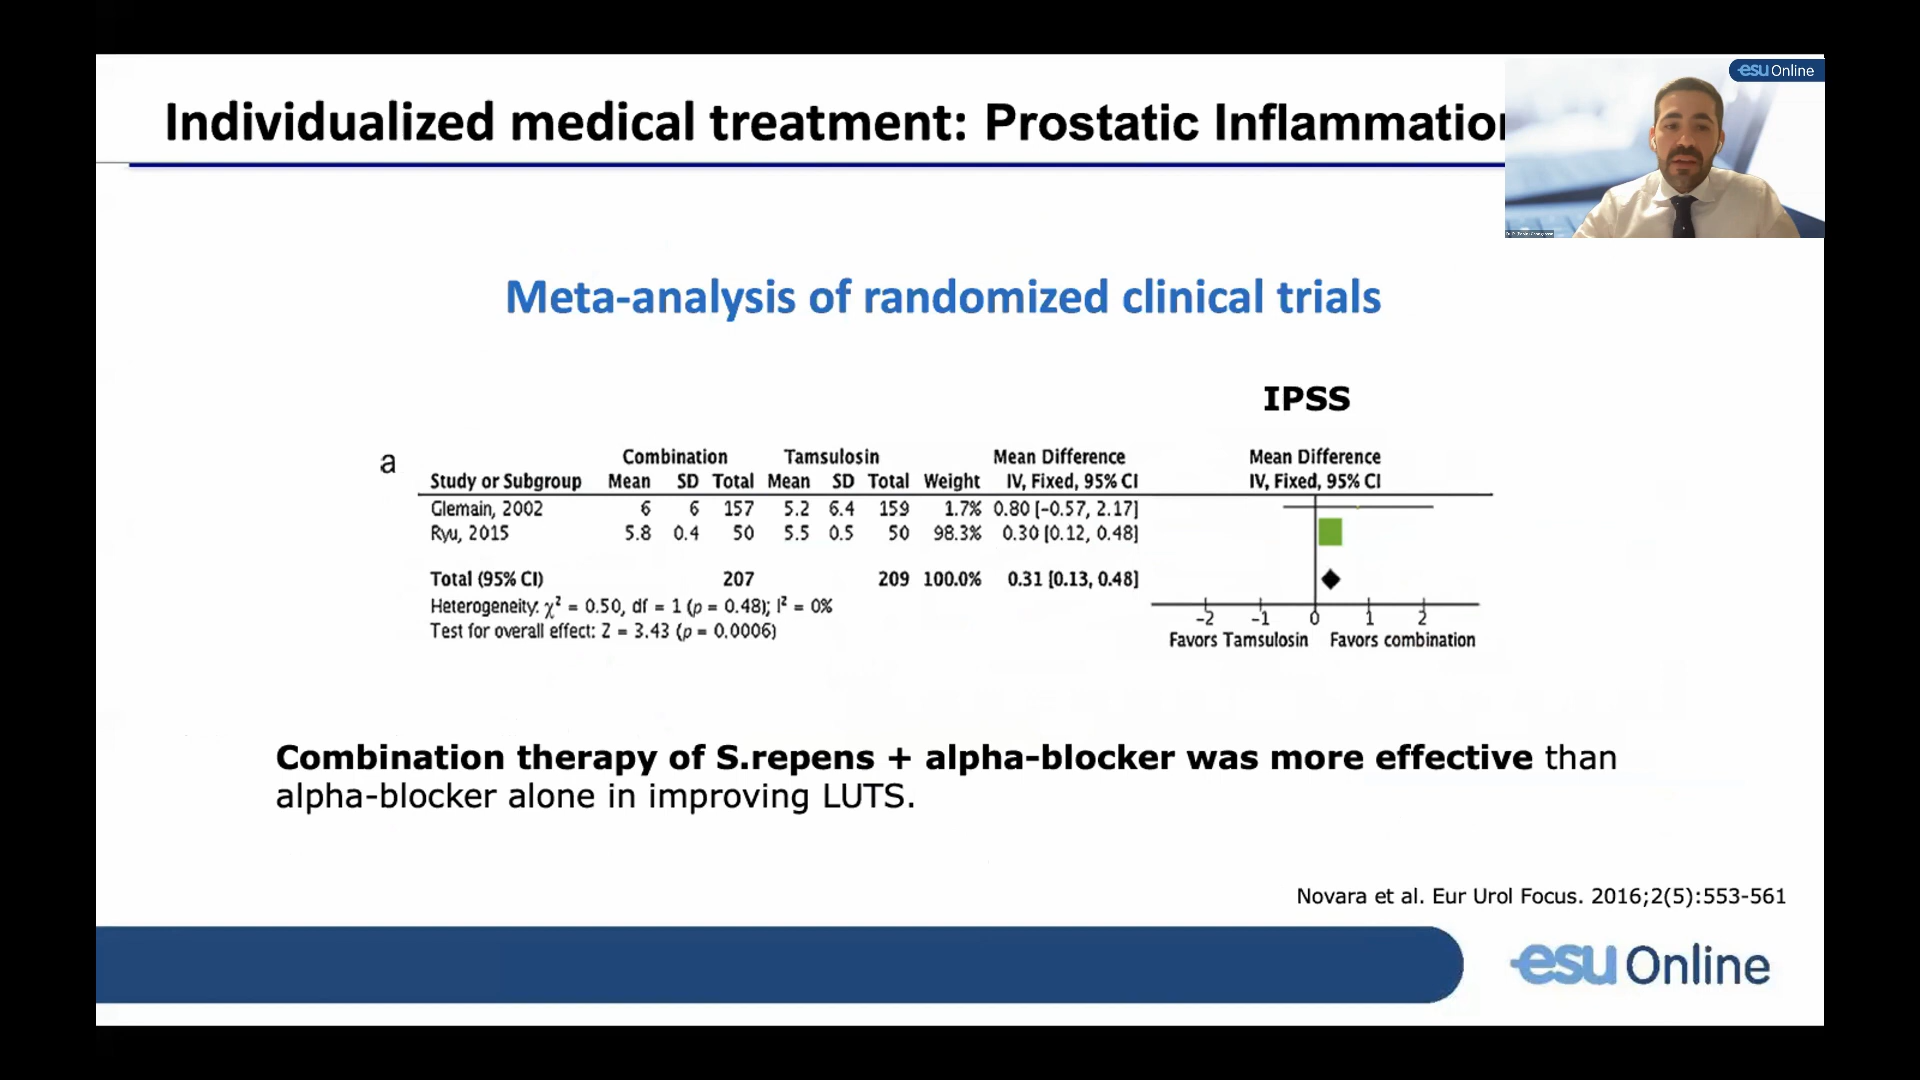 Individualized medical treatment: Prostatic Inflammation
esu Online
Meta-analysis of randomized clinical trials
IPSS
a
Combination Tamsulosin Mean Difference Mean Difference
Study or Subgroup Mean SD Total Mean SD Total Weight IV, Fixed, 95% CI IV, Fixed, 95% CI
Glemain, 2002 6 6 157 5.2 6.4 159 1.7% 0.80 [−0.57, 2.17]
Ryu, 2015 5.8 0.4 50 5.5 0.5 50 98.3% 0.30 [0.12, 0.48]
Total (95% CI) 207 209 100.0% 0.31 [0.13, 0.48]
Heterogeneity: χ² = 0.50, df = 1 (p = 0.48); I² = 0%
Test for overall effect: Z = 3.43 (p = 0.0006)
−2 −1 0 1 2
Favors Tamsulosin Favors combination
Combination therapy of S.repens + alpha-blocker was more effective than
alpha-blocker alone in improving LUTS.
Novara et al. Eur Urol Focus. 2016;2(5):553-561
esu Online